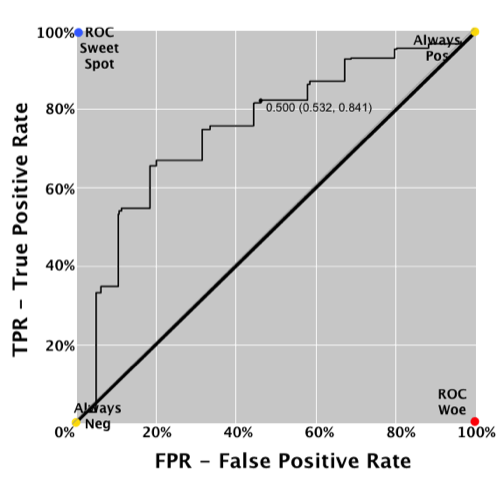 100%
ROC
Sweet
Spot
Always
Pos
80%
0.500 (0.532, 0.841)
60%
40%
20%
Always
Neg
ROC
Woe
0%
20%
40%
60%
80%
100%
TPR – True Positive Rate
FPR – False Positive Rate